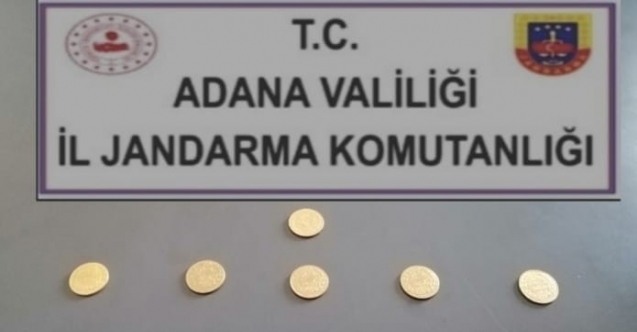 T.C.
ADANA VALİLİĞİ
İL JANDARMA KOMUTANLIĞI